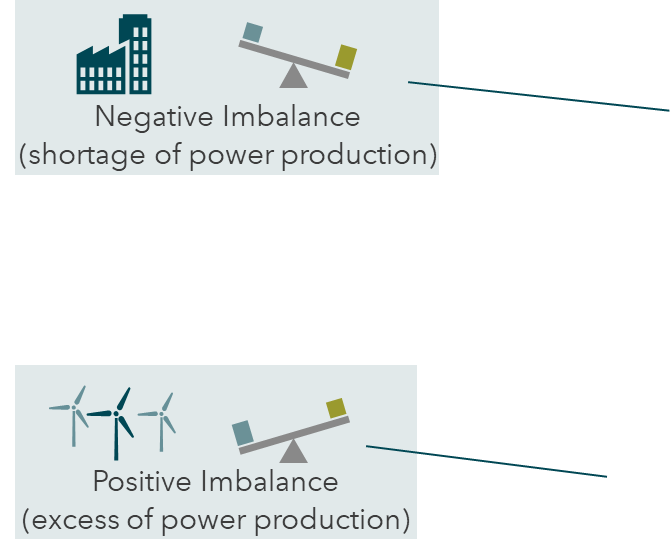 Negative Imbalance
(shortage of power production)
Positive Imbalance
(excess of power production)